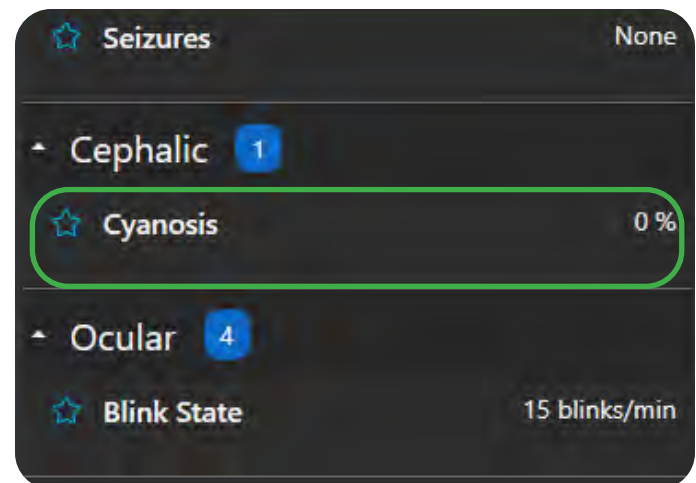 Seizures None
Cephalic 1
Cyanosis 0 %
Ocular 4
Blink State 15 blinks/min